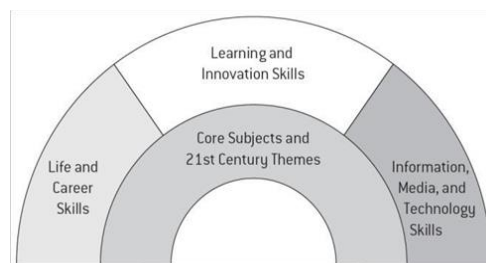 Learning and
Innovation Skills
Core Subjects and
21st Century Themes
Life and
Career
Skills
Information,
Media, and
Technology
Skills